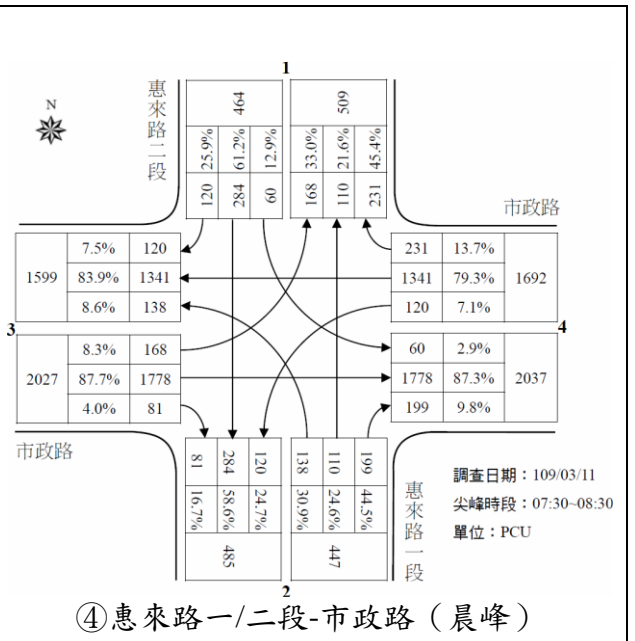 1
N
惠來路二段
464
25.9% 61.2% 12.9%
120 284 60
509
33.0% 21.6% 45.4%
168 110 231
市政路
1599
7.5% 120
83.9% 1341
8.6% 138
231 13.7%
1341 79.3%
120 7.1%
1692
3
4
2027
8.3% 168
87.7% 1778
4.0% 81
60 2.9%
1778 87.3%
199 9.8%
2037
市政路
81 284 120
16.7% 58.6% 24.7%
485
138 110 199
30.9% 24.6% 44.5%
447
惠來路一段
調查日期：109/03/11
尖峰時段：07:30~08:30
單位：PCU
2
④惠來路一/二段-市政路（晨峰）